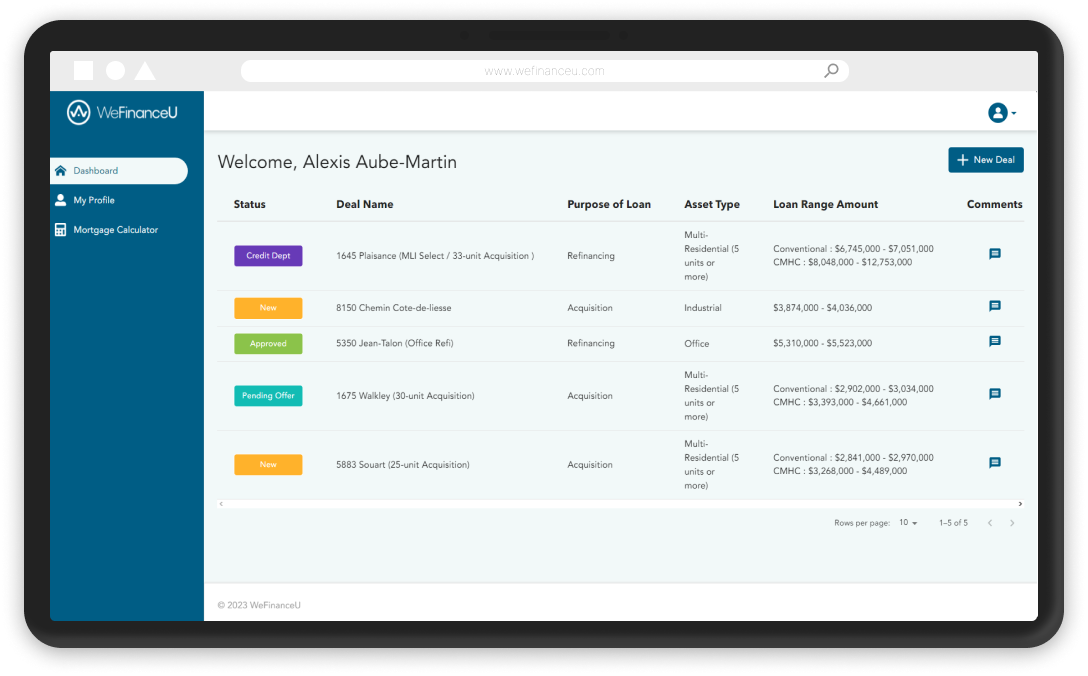 www.wefinanceu.com
WeFinanceU
Dashboard
My Profile
Mortgage Calculator
Welcome, Alexis Aube-Martin
New Deal
Status Deal Name Purpose of Loan Asset Type Loan Range Amount Comments
Credit Dept
1645 Plaisance (MLI Select / 33-unit Acquisition )
Refinancing
Multi-
Residential (5
units or
more)
Conventional : $6,745,000 - $7,051,000
CMHC : $8,048,000 - $12,753,000
New 8150 Chemin Cote-de-liesse Acquisition Industrial $3,874,000 - $4,036,000
Approved 5350 Jean-Talon (Office Refi) Refinancing Office $5,310,000 - $5,523,000
Pending Offer
1675 Walkley (30-unit Acquisition)
Acquisition
Multi-
Residential (5
units or
more)
Conventional : $2,902,000 - $3,034,000
CMHC : $3,393,000 - $4,661,000
New
5883 Souart (25-unit Acquisition)
Acquisition
Multi-
Residential (5
units or
more)
Conventional : $2,841,000 - $2,970,000
CMHC : $3,268,000 - $4,489,000
Rows per page: 10 1–5 of 5
© 2023 WeFinanceU